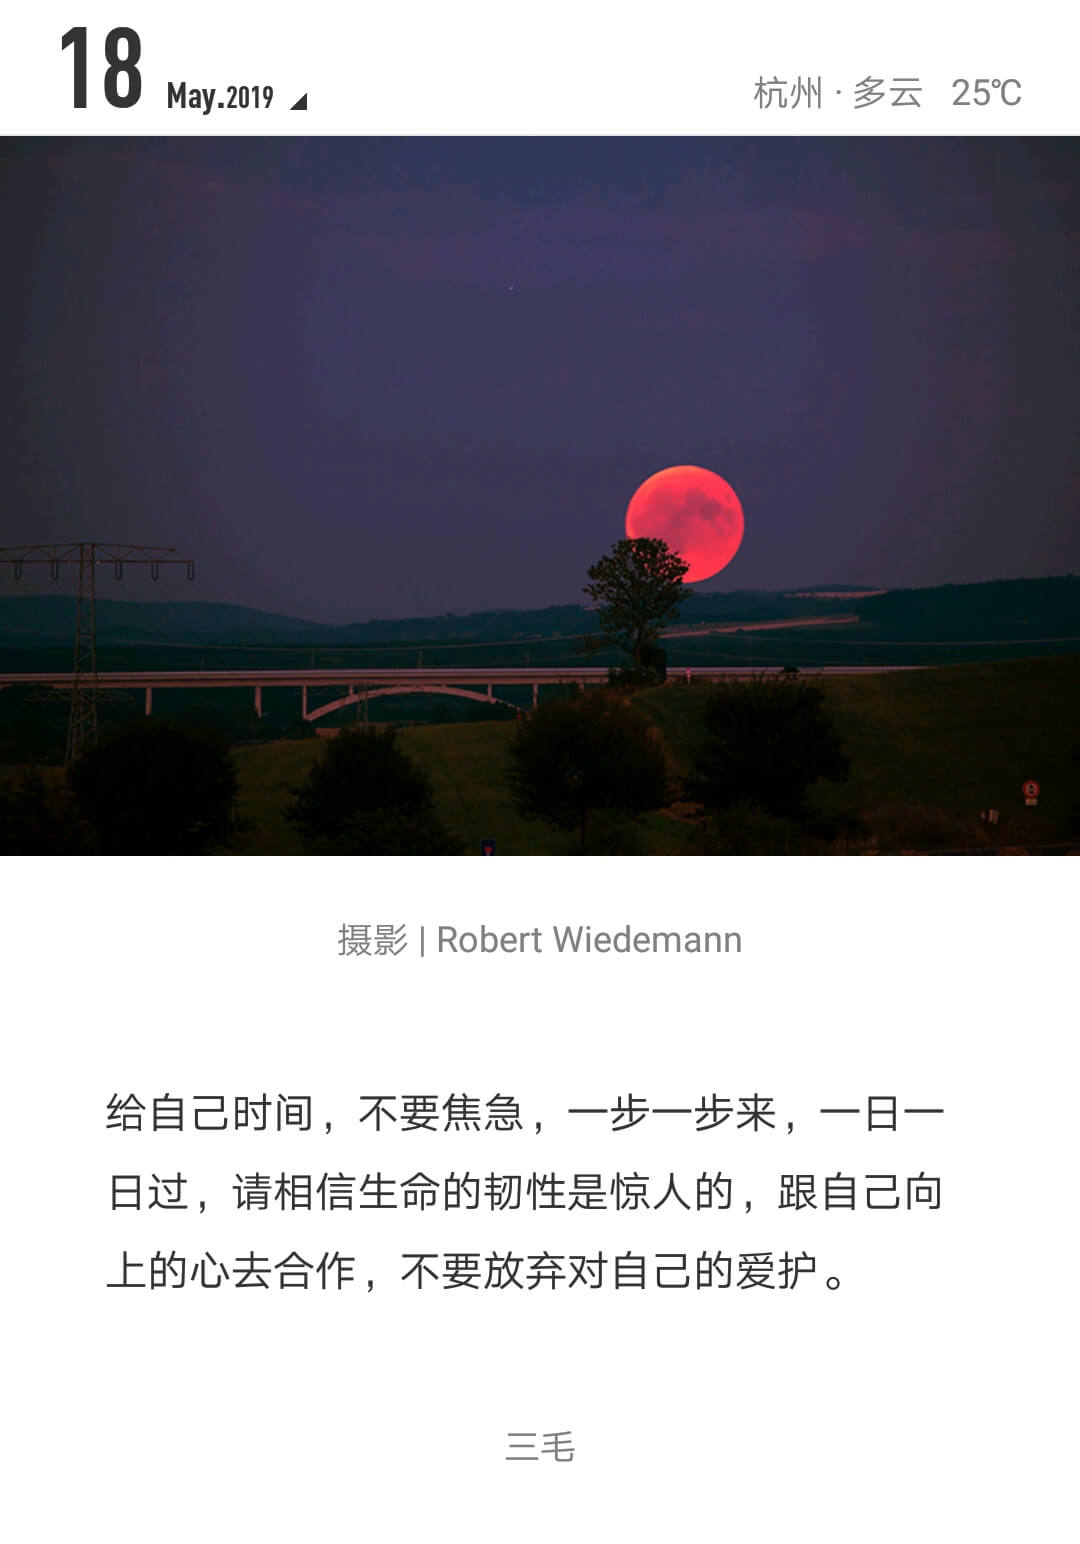 18 May.2019
杭州 · 多云 25℃
摄影 | Robert Wiedemann
给自己时间，不要焦急，一步一步来，一日一
日过，请相信生命的韧性是惊人的，跟自己向
上的心去合作，不要放弃对自己的爱护。
三毛